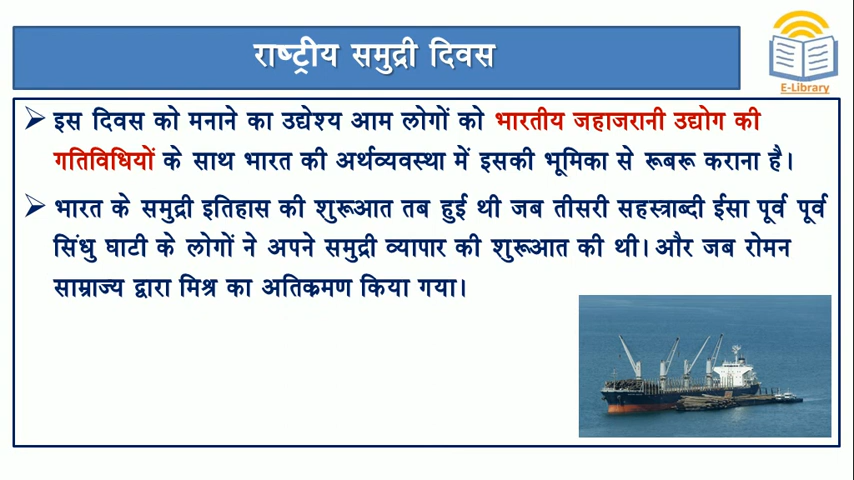 राष्ट्रीय समुद्री दिवस
E-Library
इस दिवस को मनाने का उद्येश्य आम लोगों को भारतीय जहाजरानी उद्योग की
गतिविधियों के साथ भारत की अर्थव्यवस्था में इसकी भूमिका से रूबरू कराना है।
भारत के समुद्री इतिहास की शुरूआत तब हुई थी जब तीसरी सहस्त्राब्दी ईसा पूर्व पूर्व
सिंधु घाटी के लोगों ने अपने समुद्री व्यापार की शुरूआत की थी। और जब रोमन
साम्राज्य द्वारा मिश्र का अतिक्रमण किया गया।